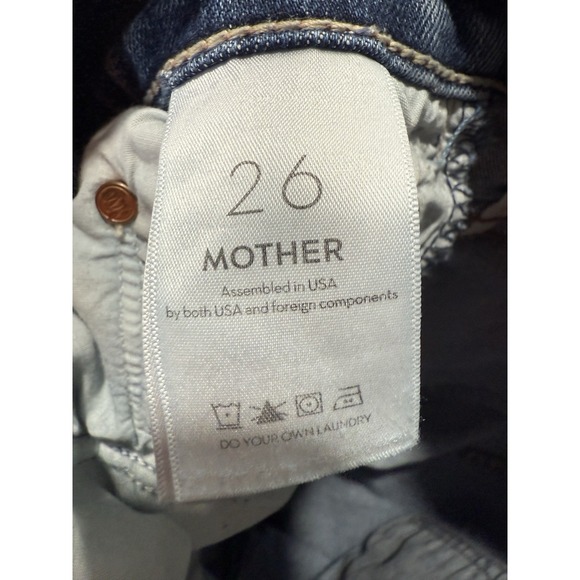 26
MOTHER
Assembled in USA
by both USA and foreign components
DO YOUR OWN LAUNDRY